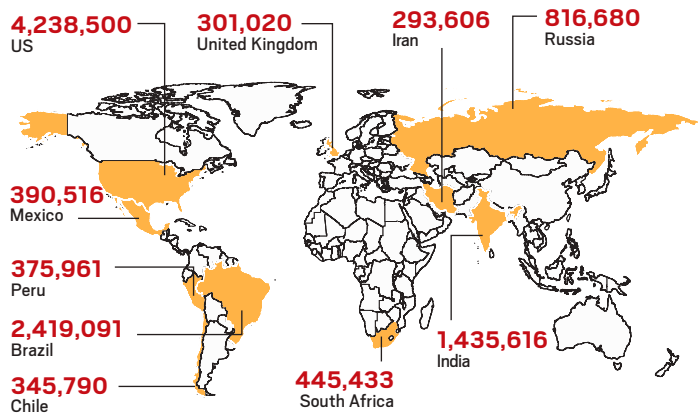 4,238,500
US
301,020
United Kingdom
293,606
Iran
816,680
Russia
390,516
Mexico
375,961
Peru
2,419,091
Brazil
345,790
Chile
445,433
South Africa
1,435,616
India